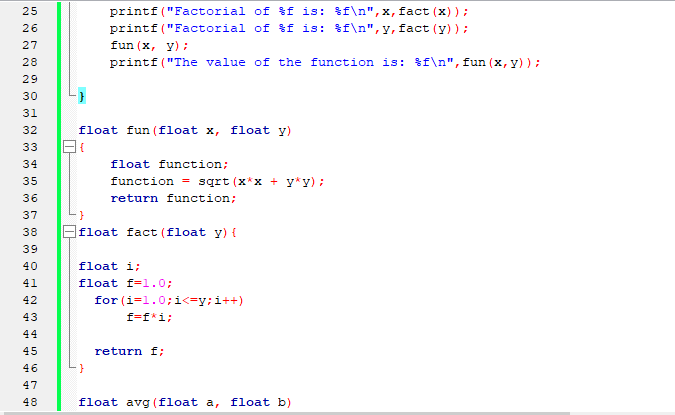 25 printf("Factorial of %f is: %f\n",x,fact(x));
26 printf("Factorial of %f is: %f\n",y,fact(y));
27 fun(x, y);
28 printf("The value of the function is: %f\n",fun(x,y));
29
30 }
31
32 float fun(float x, float y)
33 {
34 float function;
35 function = sqrt(x*x + y*y);
36 return function;
37 }
38 float fact(float y){
39
40 float i;
41 float f=1.0;
42 for(i=1.0;i<=y;i++)
43 f=f*i;
44
45 return f;
46 }
47
48 float avg(float a, float b)